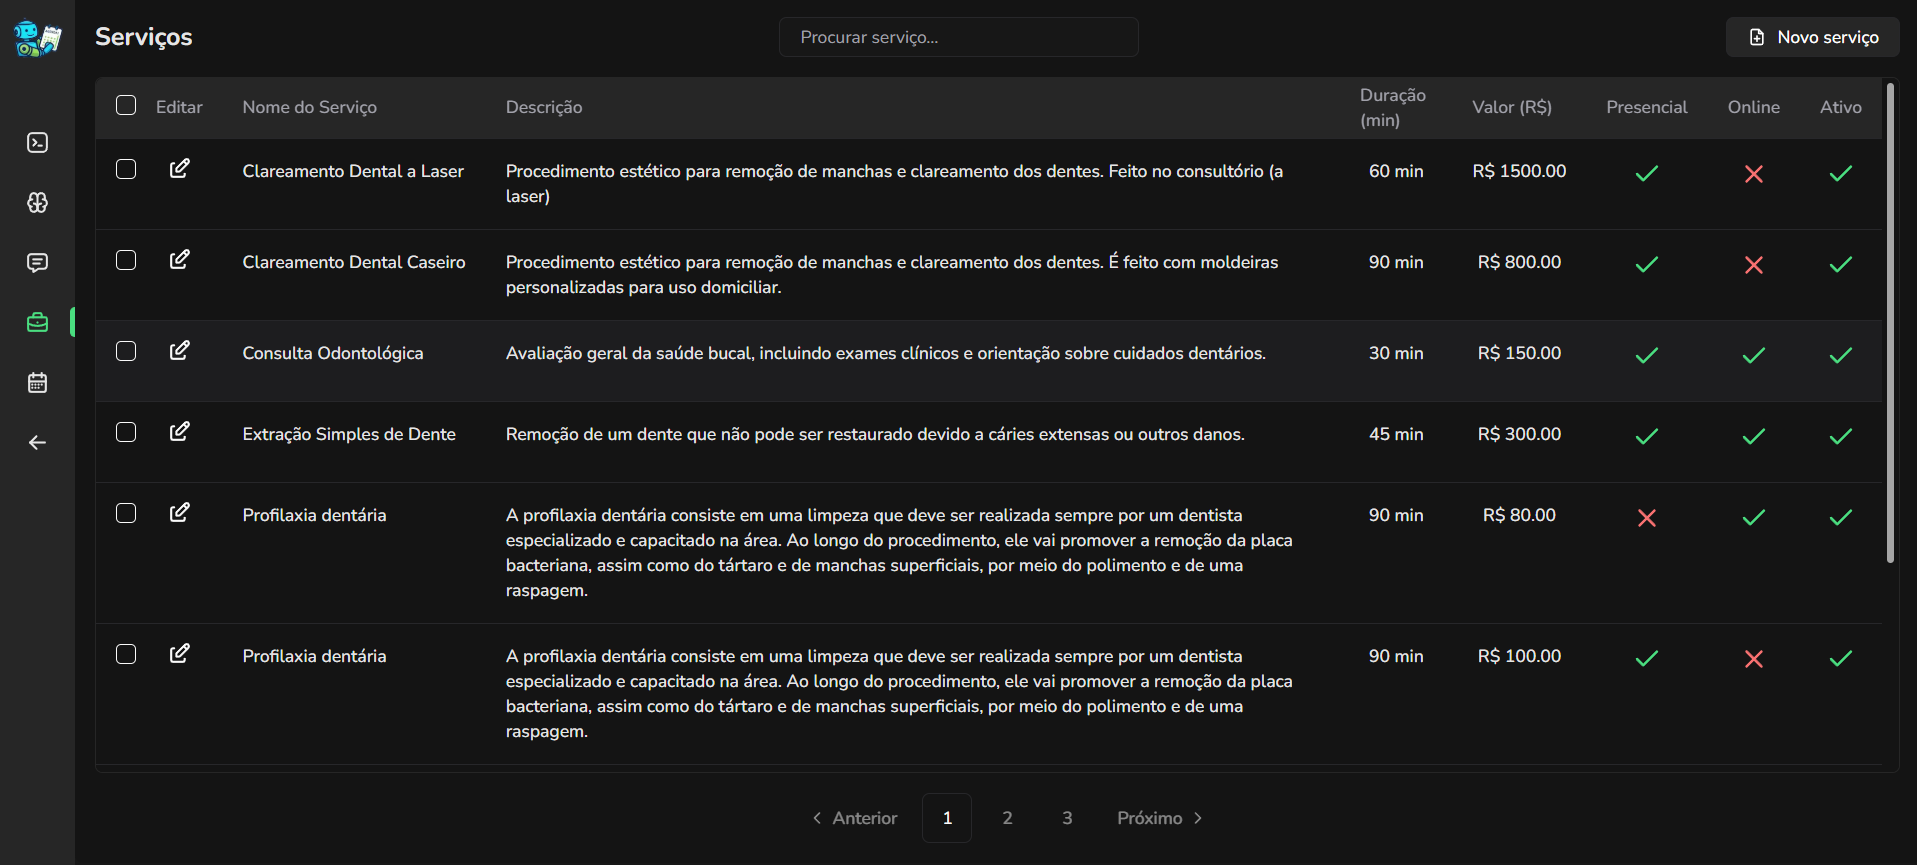 Serviços
Procurar serviço...
Novo serviço
Editar
Nome do Serviço
Descrição
Duração
(min)
Valor (R$)
Presencial
Online
Ativo
Clareamento Dental a Laser
Procedimento estético para remoção de manchas e clareamento dos dentes. Feito no consultório (a
laser)
60 min
R$ 1500.00
Clareamento Dental Caseiro
Procedimento estético para remoção de manchas e clareamento dos dentes. É feito com moldeiras
personalizadas para uso domiciliar.
90 min
R$ 800.00
Consulta Odontológica
Avaliação geral da saúde bucal, incluindo exames clínicos e orientação sobre cuidados dentários.
30 min
R$ 150.00
Extração Simples de Dente
Remoção de um dente que não pode ser restaurado devido a cáries extensas ou outros danos.
45 min
R$ 300.00
Profilaxia dentária
A profilaxia dentária consiste em uma limpeza que deve ser realizada sempre por um dentista
especializado e capacitado na área. Ao longo do procedimento, ele vai promover a remoção da placa
bacteriana, assim como do tártaro e de manchas superficiais, por meio do polimento e de uma
raspagem.
90 min
R$ 80.00
Profilaxia dentária
A profilaxia dentária consiste em uma limpeza que deve ser realizada sempre por um dentista
especializado e capacitado na área. Ao longo do procedimento, ele vai promover a remoção da placa
bacteriana, assim como do tártaro e de manchas superficiais, por meio do polimento e de uma
raspagem.
90 min
R$ 100.00
Anterior
1
2
3
Próximo